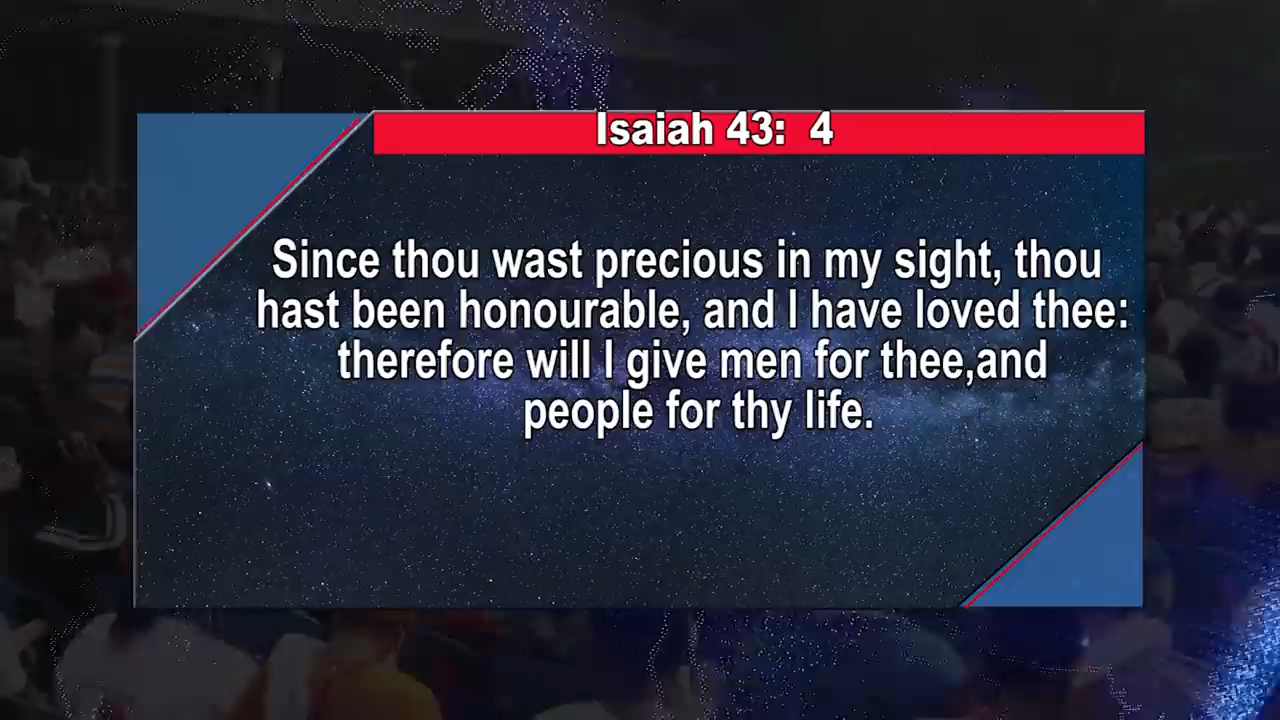 Isaiah 43:  4
Since thou wast precious in my sight, thou
hast been honourable, and I have loved thee:
therefore will I give men for thee,and
people for thy life.